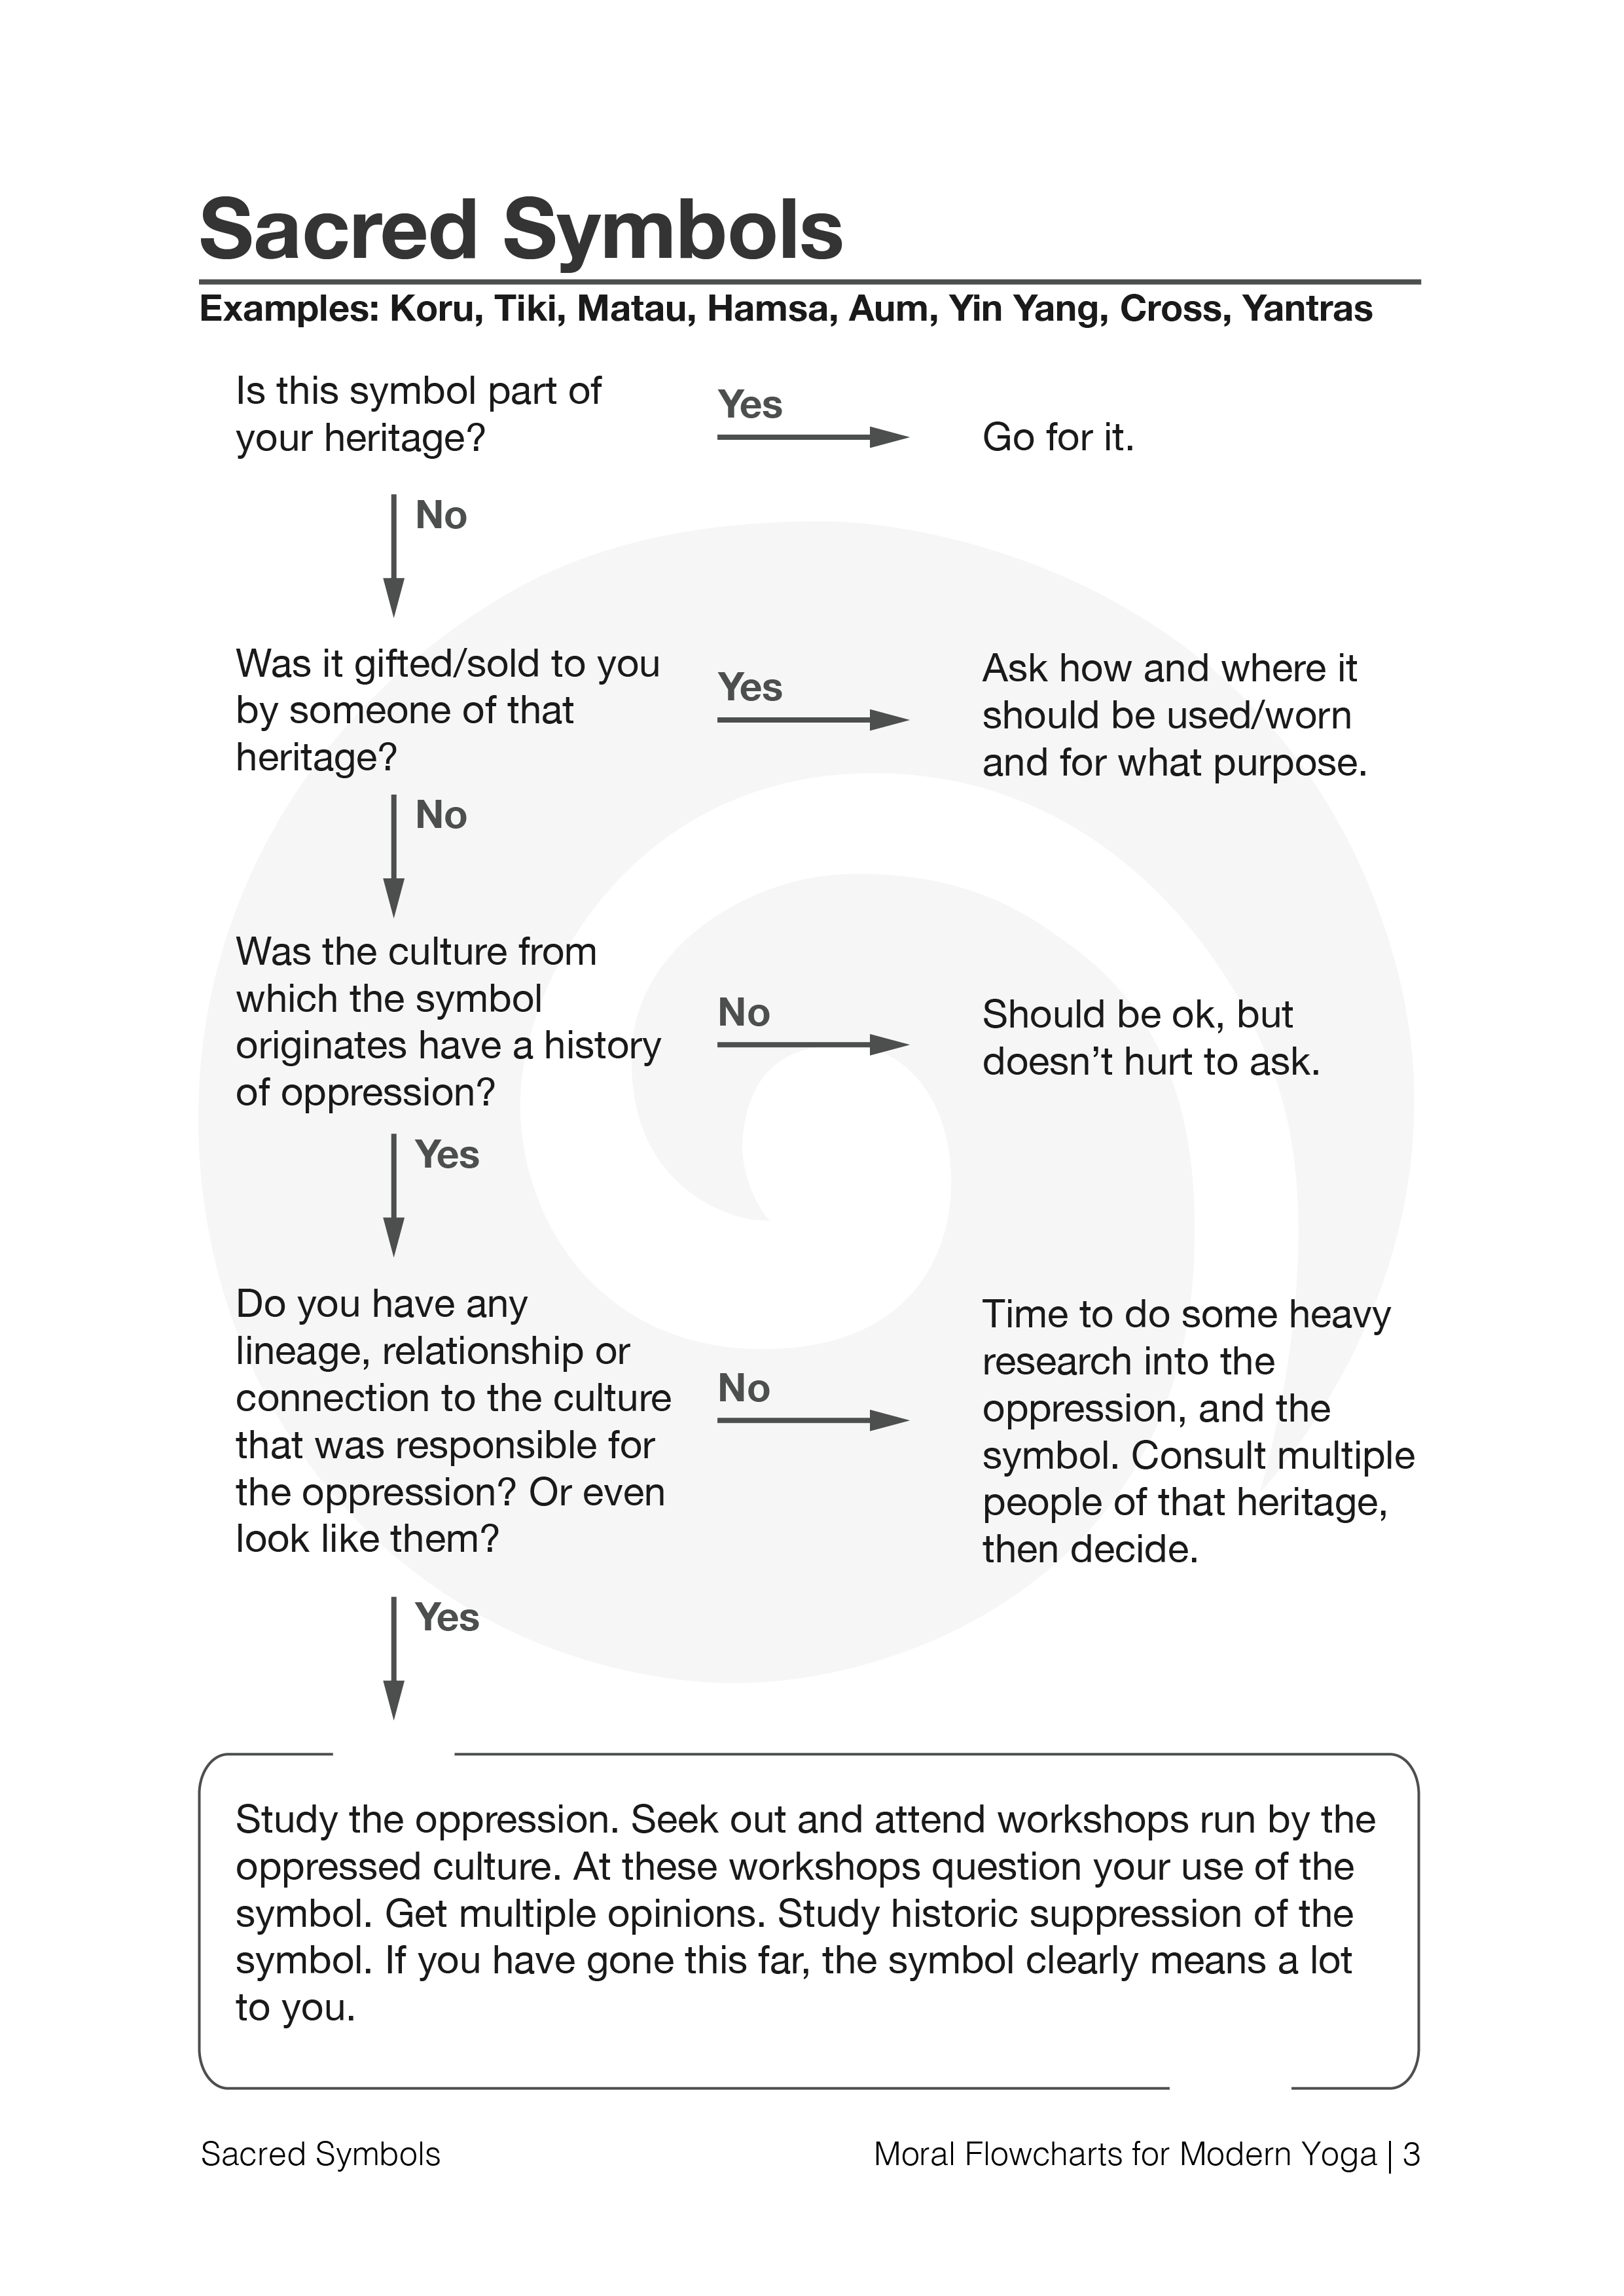 Sacred Symbols
Examples: Koru, Tiki, Matau, Hamsa, Aum, Yin Yang, Cross, Yantras
Is this symbol part of
your heritage?
Yes
Go for it.
No
Was it gifted/sold to you
by someone of that
heritage?
Yes
Ask how and where it
should be used/worn
and for what purpose.
No
Was the culture from
which the symbol
originates have a history
of oppression?
No
Should be ok, but
doesn’t hurt to ask.
Yes
Do you have any
lineage, relationship or
connection to the culture
that was responsible for
the oppression? Or even
look like them?
No
Time to do some heavy
research into the
oppression, and the
symbol. Consult multiple
people of that heritage,
then decide.
Yes
Study the oppression. Seek out and attend workshops run by the
oppressed culture. At these workshops question your use of the
symbol. Get multiple opinions. Study historic suppression of the
symbol. If you have gone this far, the symbol clearly means a lot
to you.
Sacred Symbols
Moral Flowcharts for Modern Yoga | 3